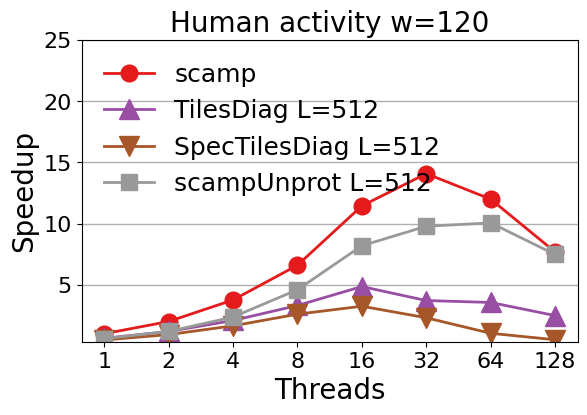 Human activity w=120
25
20
15
10
5
Speedup
scamp
TilesDiag L=512
SpecTilesDiag L=512
scampUnprot L=512
1 2 4 8 16 32 64 128
Threads